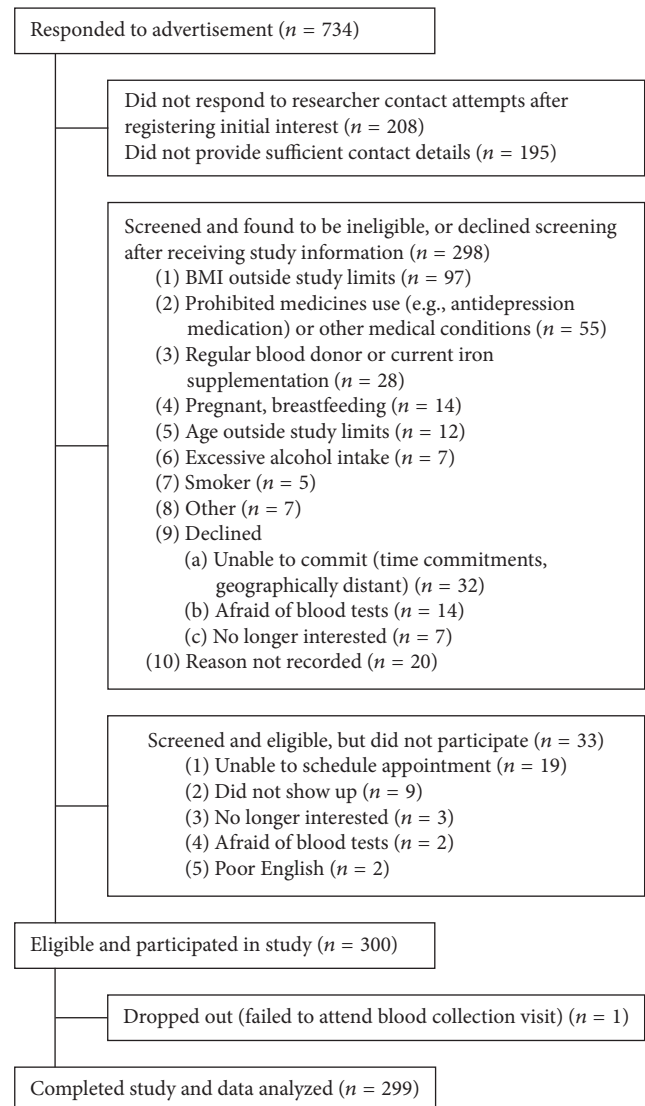 Responded to advertisement (n = 734)
Did not respond to researcher contact attempts after
registering initial interest (n = 208)
Did not provide sufficient contact details (n = 195)
Screened and found to be ineligible, or declined screening
after receiving study information (n = 298)
(1) BMI outside study limits (n = 97)
(2) Prohibited medicines use (e.g., antidepression
medication) or other medical conditions (n = 55)
(3) Regular blood donor or current iron
supplementation (n = 28)
(4) Pregnant, breastfeeding (n = 14)
(5) Age outside study limits (n = 12)
(6) Excessive alcohol intake (n = 7)
(7) Smoker (n = 5)
(8) Other (n = 7)
(9) Declined
(a) Unable to commit (time commitments,
geographically distant) (n = 32)
(b) Afraid of blood tests (n = 14)
(c) No longer interested (n = 7)
(10) Reason not recorded (n = 20)
Screened and eligible, but did not participate (n = 33)
(1) Unable to schedule appointment (n = 19)
(2) Did not show up (n = 9)
(3) No longer interested (n = 3)
(4) Afraid of blood tests (n = 2)
(5) Poor English (n = 2)
Eligible and participated in study (n = 300)
Dropped out (failed to attend blood collection visit) (n = 1)
Completed study and data analyzed (n = 299)